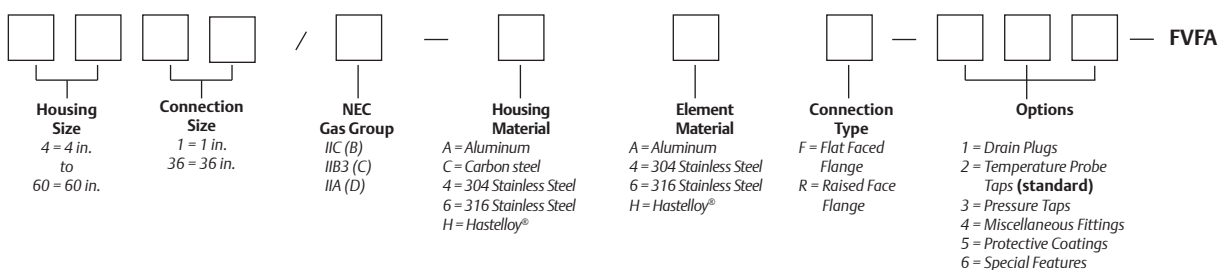 / — — — FVFA
Housing
Size
4 = 4 in.
to
60 = 60 in.
Connection
Size
1 = 1 in.
36 = 36 in.
NEC
Gas Group
IIC (B)
IIB3 (C)
IIA (D)
Housing
Material
A = Aluminum
C = Carbon steel
4 = 304 Stainless Steel
6 = 316 Stainless Steel
H = Hastelloy®
Element
Material
A = Aluminum
4 = 304 Stainless Steel
6 = 316 Stainless Steel
H = Hastelloy®
Connection
Type
F = Flat Faced
Flange
R = Raised Face
Flange
Options
1 = Drain Plugs
2 = Temperature Probe
Taps (standard)
3 = Pressure Taps
4 = Miscellaneous Fittings
5 = Protective Coatings
6 = Special Features